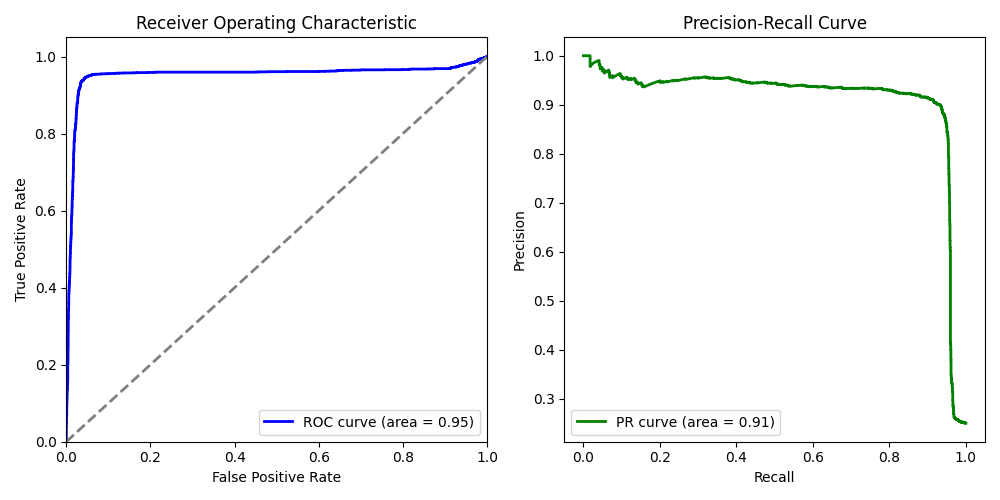 Receiver Operating Characteristic
1.0
0.8
0.6
0.4
0.2
0.0
True Positive Rate
0.0 0.2 0.4 0.6 0.8 1.0
False Positive Rate
ROC curve (area = 0.95)
Precision-Recall Curve
1.0
0.9
0.8
0.7
0.6
0.5
0.4
0.3
Precision
0.0 0.2 0.4 0.6 0.8 1.0
Recall
PR curve (area = 0.91)